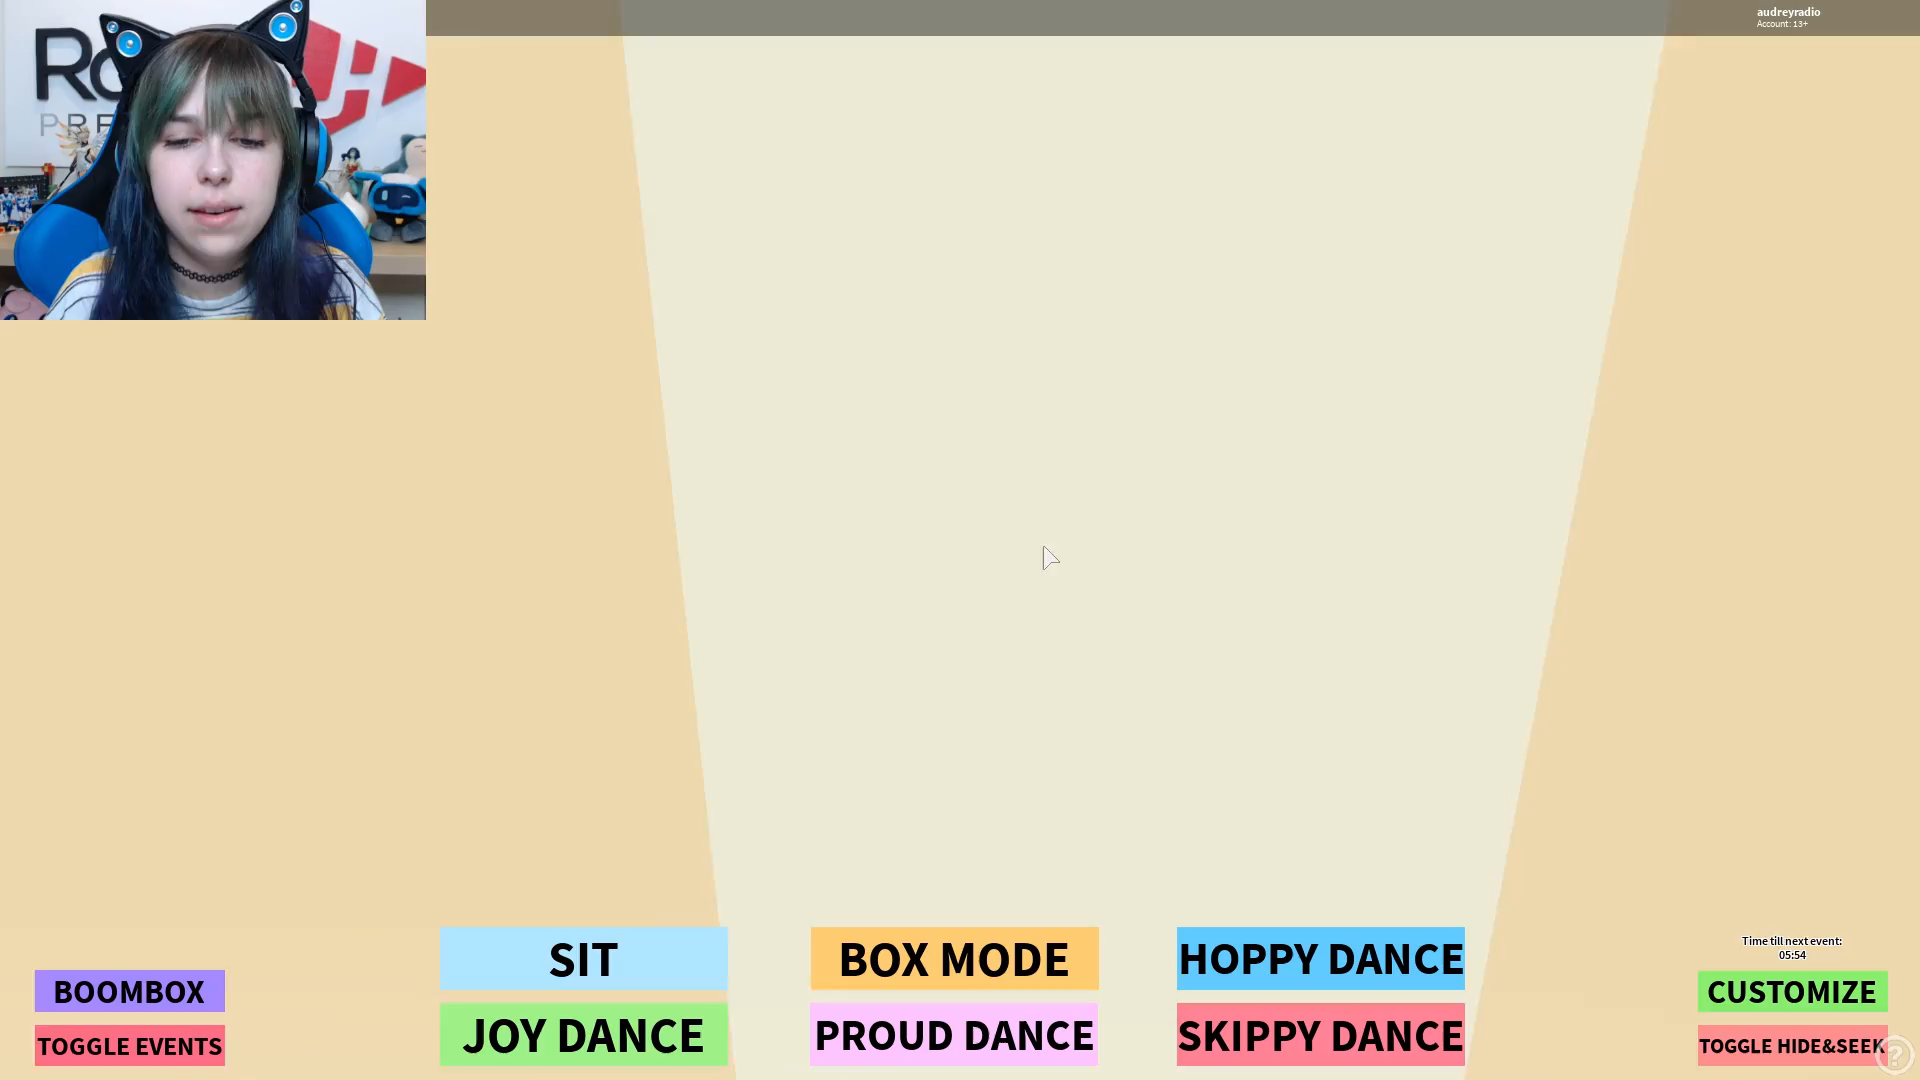 audreyradio
Account: 13+
PRE
Time till next event:
05:54
SIT
BOX MODE
HOPPY DANCE
BOOMBOX
CUSTOMIZE
JOY DANCE
PROUD DANCE
SKIPPY DANCE
TOGGLE EVENTS
TOGGLE HIDE&SEEK
?